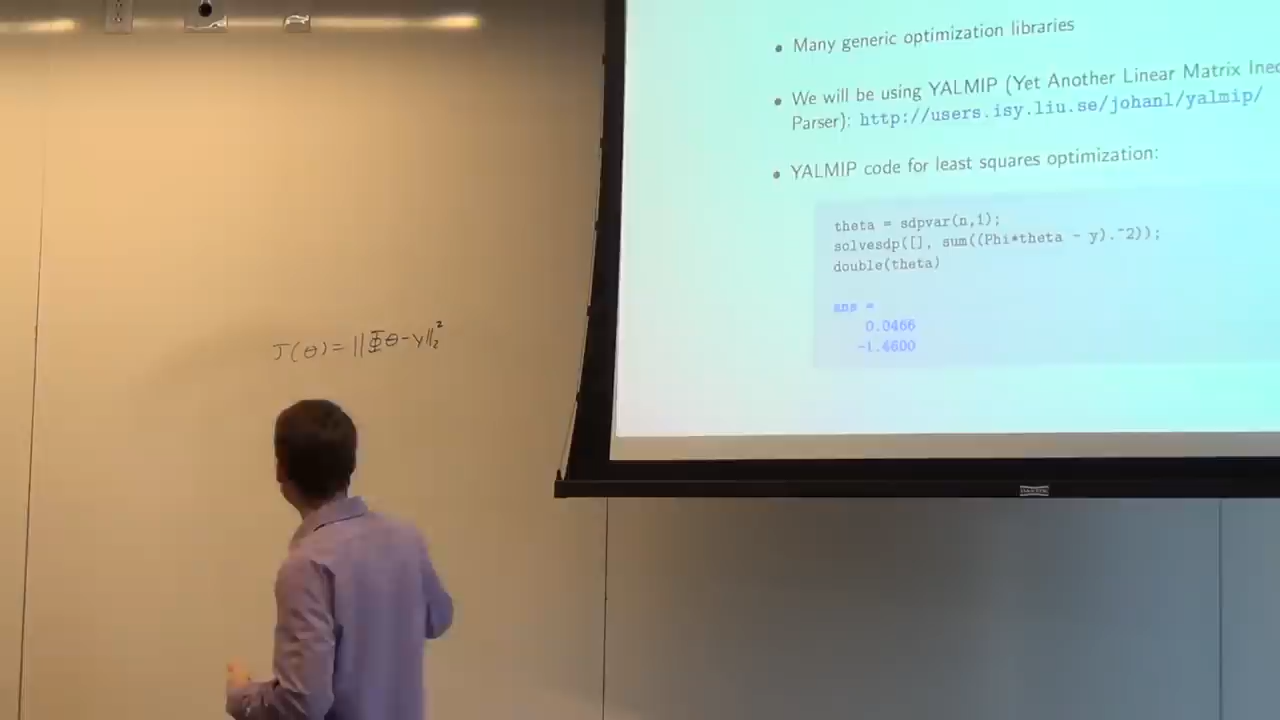 • Many generic optimization libraries
• We will be using YALMIP (Yet Another Linear Matrix Ineq
Parser): http://users.isy.liu.se/johanl/yalmip/
• YALMIP code for least squares optimization:
theta = sdpvar(n,1);
solvesdp([], sum((Phi*theta - y).^2));
double(theta)
ans =
0.0466
-1.4600
J(θ) = ||Φθ-y||₂²